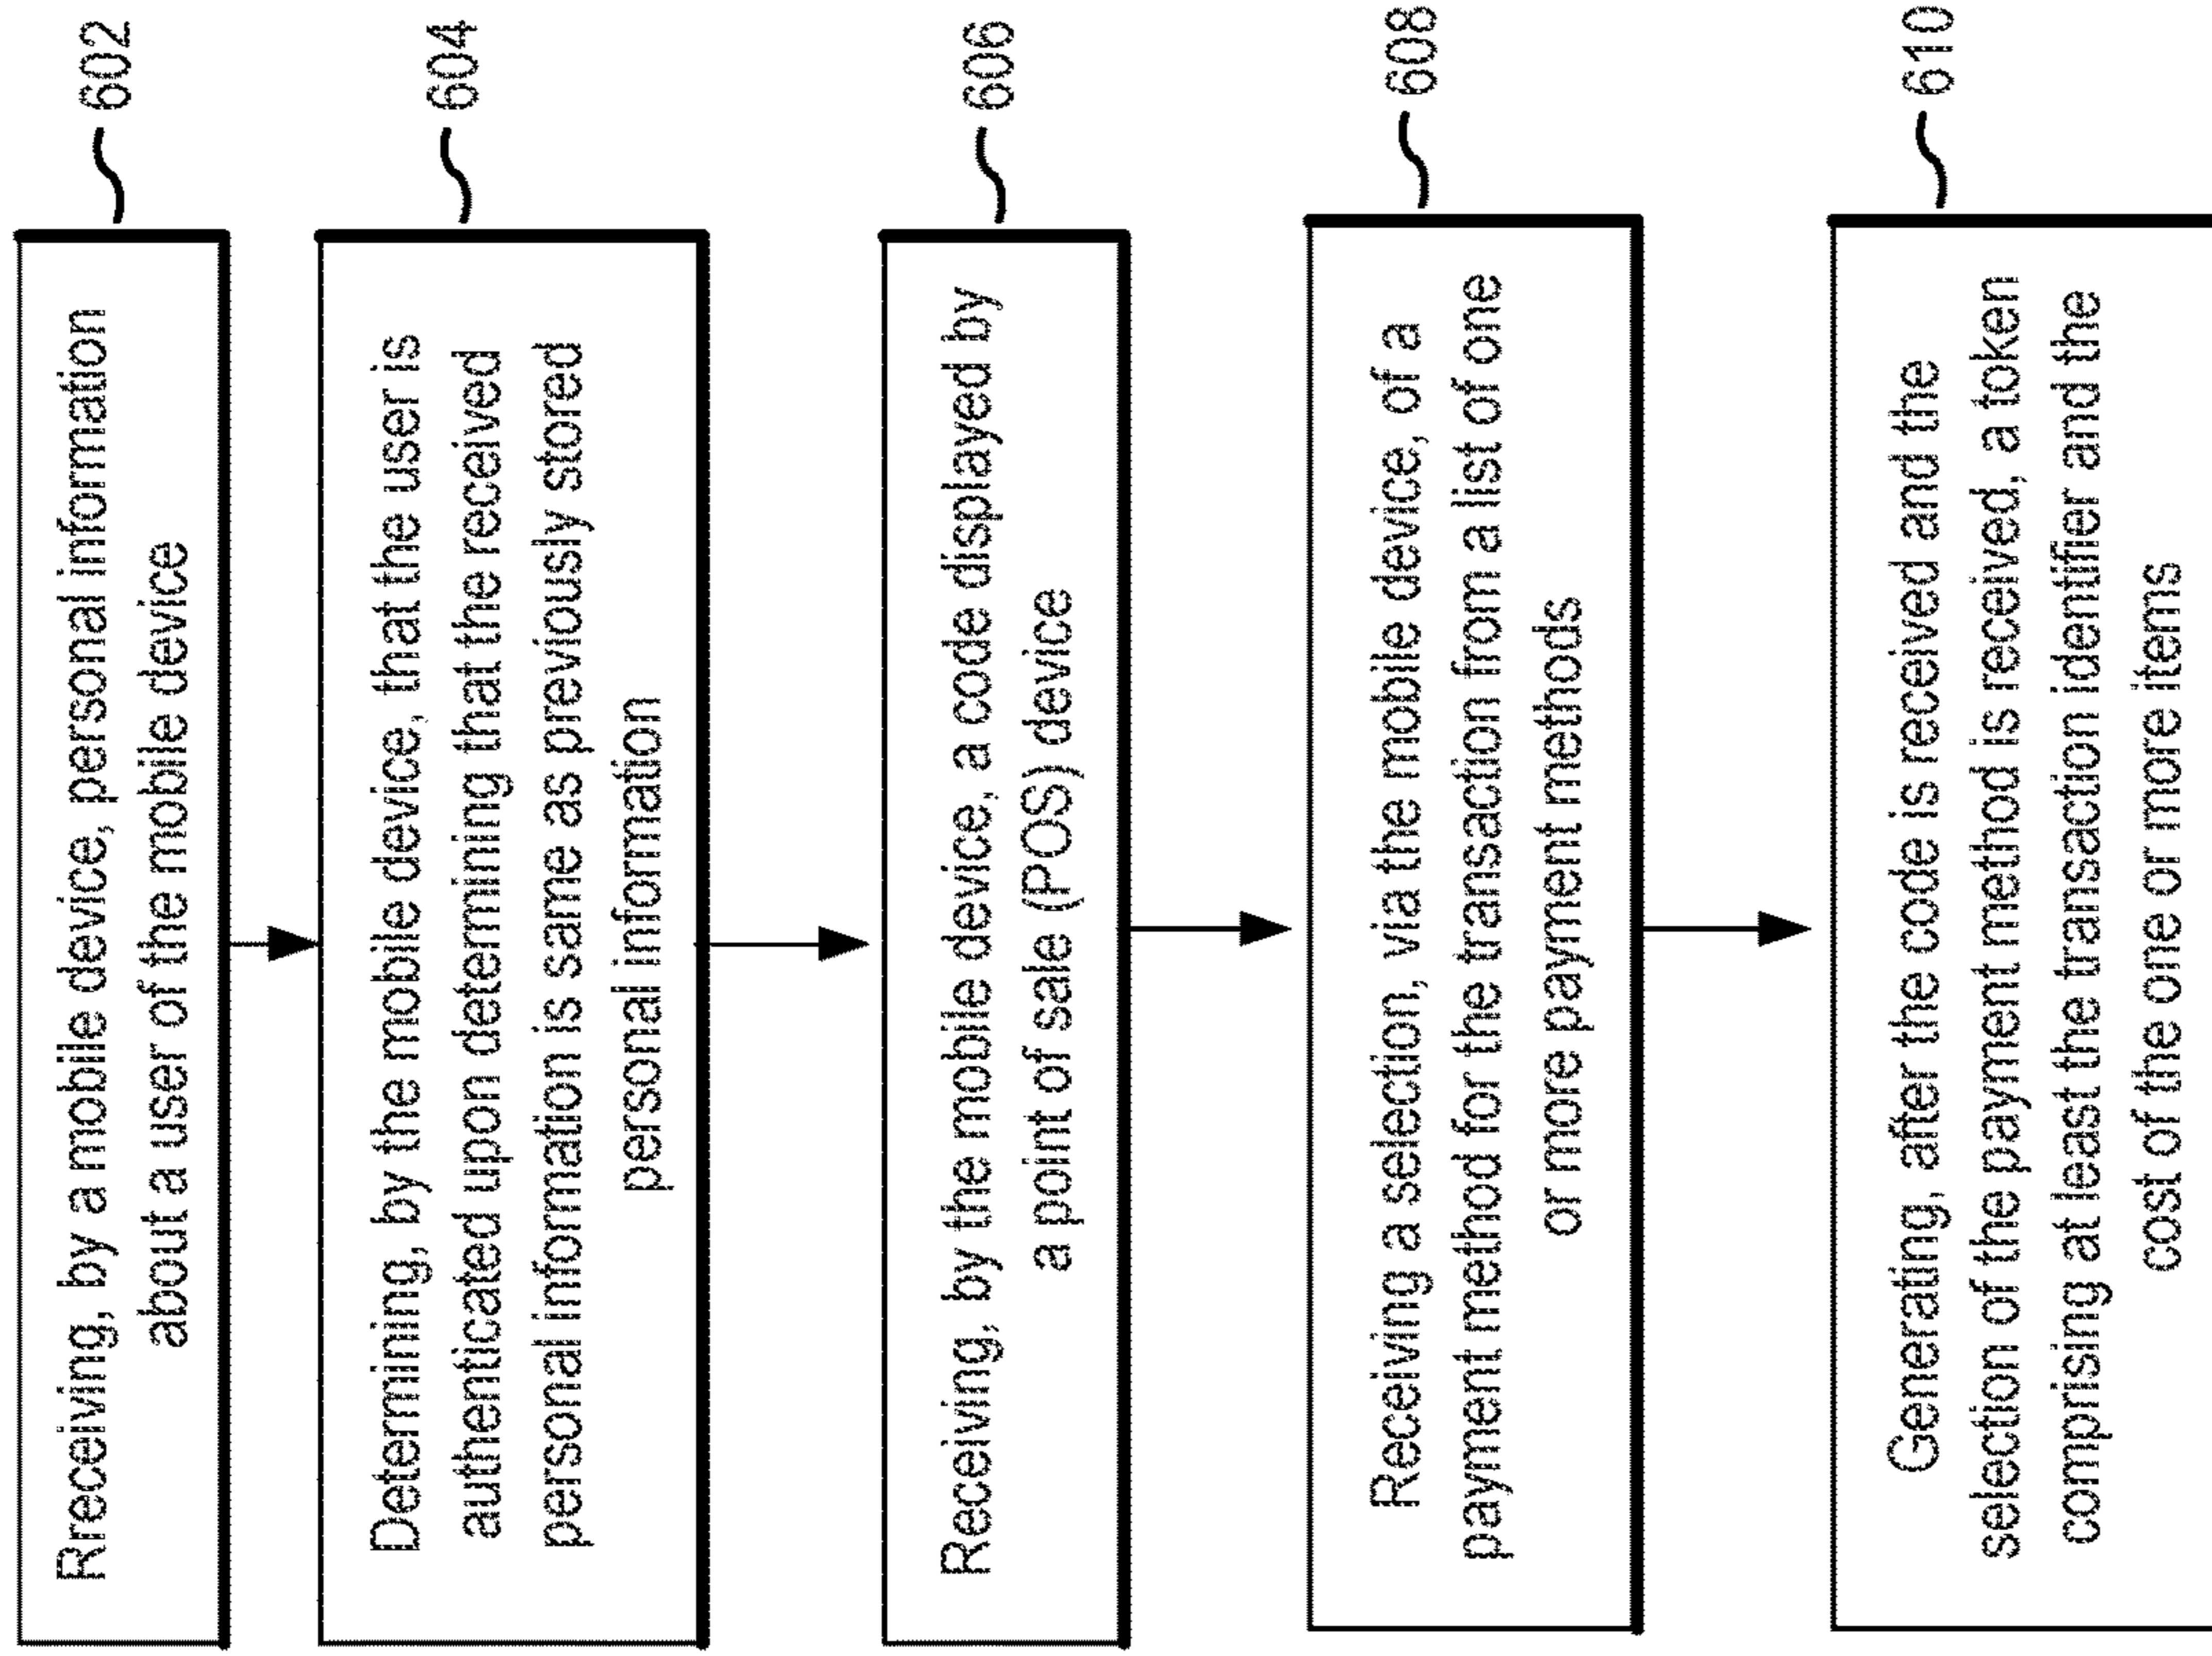 Rreceiving, by a mobile device, personal information
about a user of the mobile device
602
Determining, by the mobile device, that the user is
authenticated upon determining that the received
personal information is same as previously stored
personal information
604
Receiving, by the mobile device, a code displayed by
a point of sale (POS) device
606
Receiving a selection, via the mobile device, of a
payment method for the transaction from a list of one
or more payment methods
608
Generating, after the code is received and the
selection of the payment method is received, a token
comprising at least the transaction identifier and the
cost of the one or more items
610